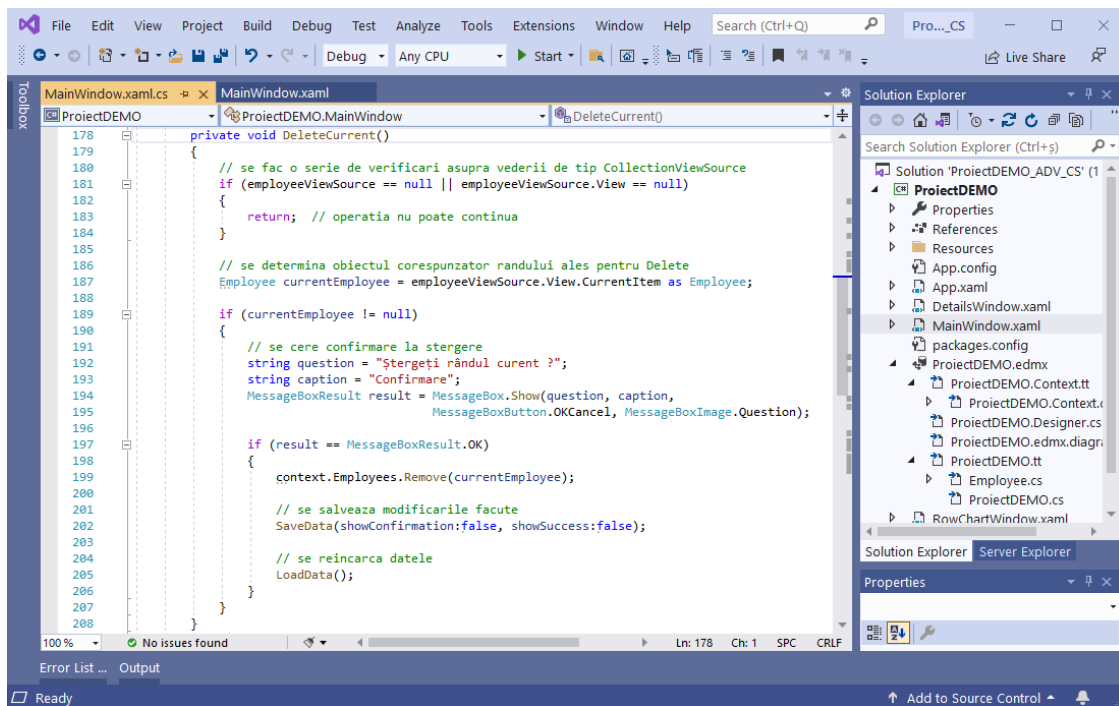 File Edit View Project Build Debug Test Analyze Tools Extensions Window Help Search (Ctrl+Q) Pro..._CS
Debug Any CPU Start Live Share
Toolbox
MainWindow.xaml.cs MainWindow.xaml
ProiectDEMO ProiectDEMO.MainWindow DeleteCurrent()
178 private void DeleteCurrent()
179 {
180 // se fac o serie de verificari asupra vederii de tip CollectionViewSource
181 if (employeeViewSource == null || employeeViewSource.View == null)
182 {
183 return; // operatia nu poate continua
184 }
185
186 // se determina obiectul corespunzator randului ales pentru Delete
187 Employee currentEmployee = employeeViewSource.View.CurrentItem as Employee;
188
189 if (currentEmployee != null)
190 {
191 // se cere confirmare la stergere
192 string question = "Ștergeți rândul curent ?";
193 string caption = "Confirmare";
194 MessageBoxResult result = MessageBox.Show(question, caption,
195 MessageBoxButton.OKCancel, MessageBoxImage.Question);
196
197 if (result == MessageBoxResult.OK)
198 {
199 context.Employees.Remove(currentEmployee);
200
201 // se salveaza modificarile facute
202 SaveData(showConfirmation:false, showSuccess:false);
203
204 // se reincarca datele
205 LoadData();
206 }
207 }
208 }
100 % No issues found Ln: 178 Ch: 1 SPC CRLF
Solution Explorer
Search Solution Explorer (Ctrl+ș)
Solution 'ProiectDEMO_ADV_CS' (1
ProiectDEMO
Properties
References
Resources
App.config
App.xaml
DetailsWindow.xaml
MainWindow.xaml
packages.config
ProiectDEMO.edmx
ProiectDEMO.Context.tt
ProiectDEMO.Context.c
ProiectDEMO.Designer.cs
ProiectDEMO.edmx.diagra
ProiectDEMO.tt
Employee.cs
ProiectDEMO.cs
RowChartWindow.xaml
Solution Explorer Server Explorer
Properties
Error List ... Output
Ready Add to Source Control